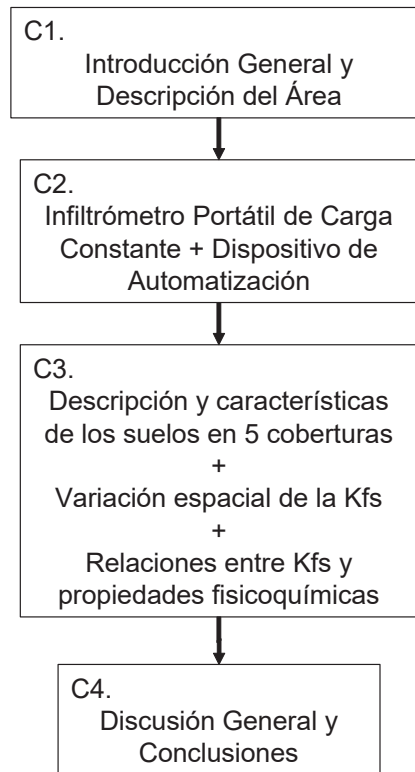 C1.
Introducción General y
Descripción del Área
C2.
Infiltrómetro Portátil de Carga
Constante + Dispositivo de
Automatización
C3.
Descripción y características
de los suelos en 5 coberturas
+
Variación espacial de la Kfs
+
Relaciones entre Kfs y
propiedades fisicoquímicas
C4.
Discusión General y
Conclusiones